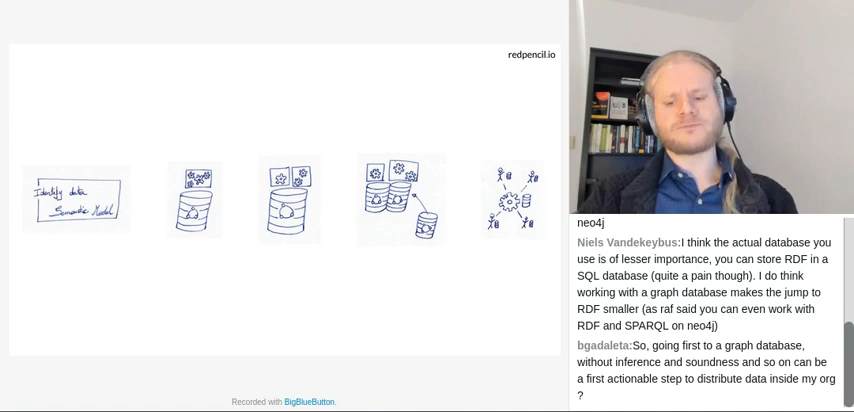 redpencil.io
Identify data
Semantic Model
Recorded with BigBlueButton.
neo4j
Niels Vandekeybus:I think the actual database you
use is of lesser importance, you can store RDF in a
SQL database (quite a pain though). I do think
working with a graph database makes the jump to
RDF smaller (as raf said you can even work with
RDF and SPARQL on neo4j)
bgadaleta:So, going first to a graph database,
without inference and soundness and so on can be
a first actionable step to distribute data inside my org
?